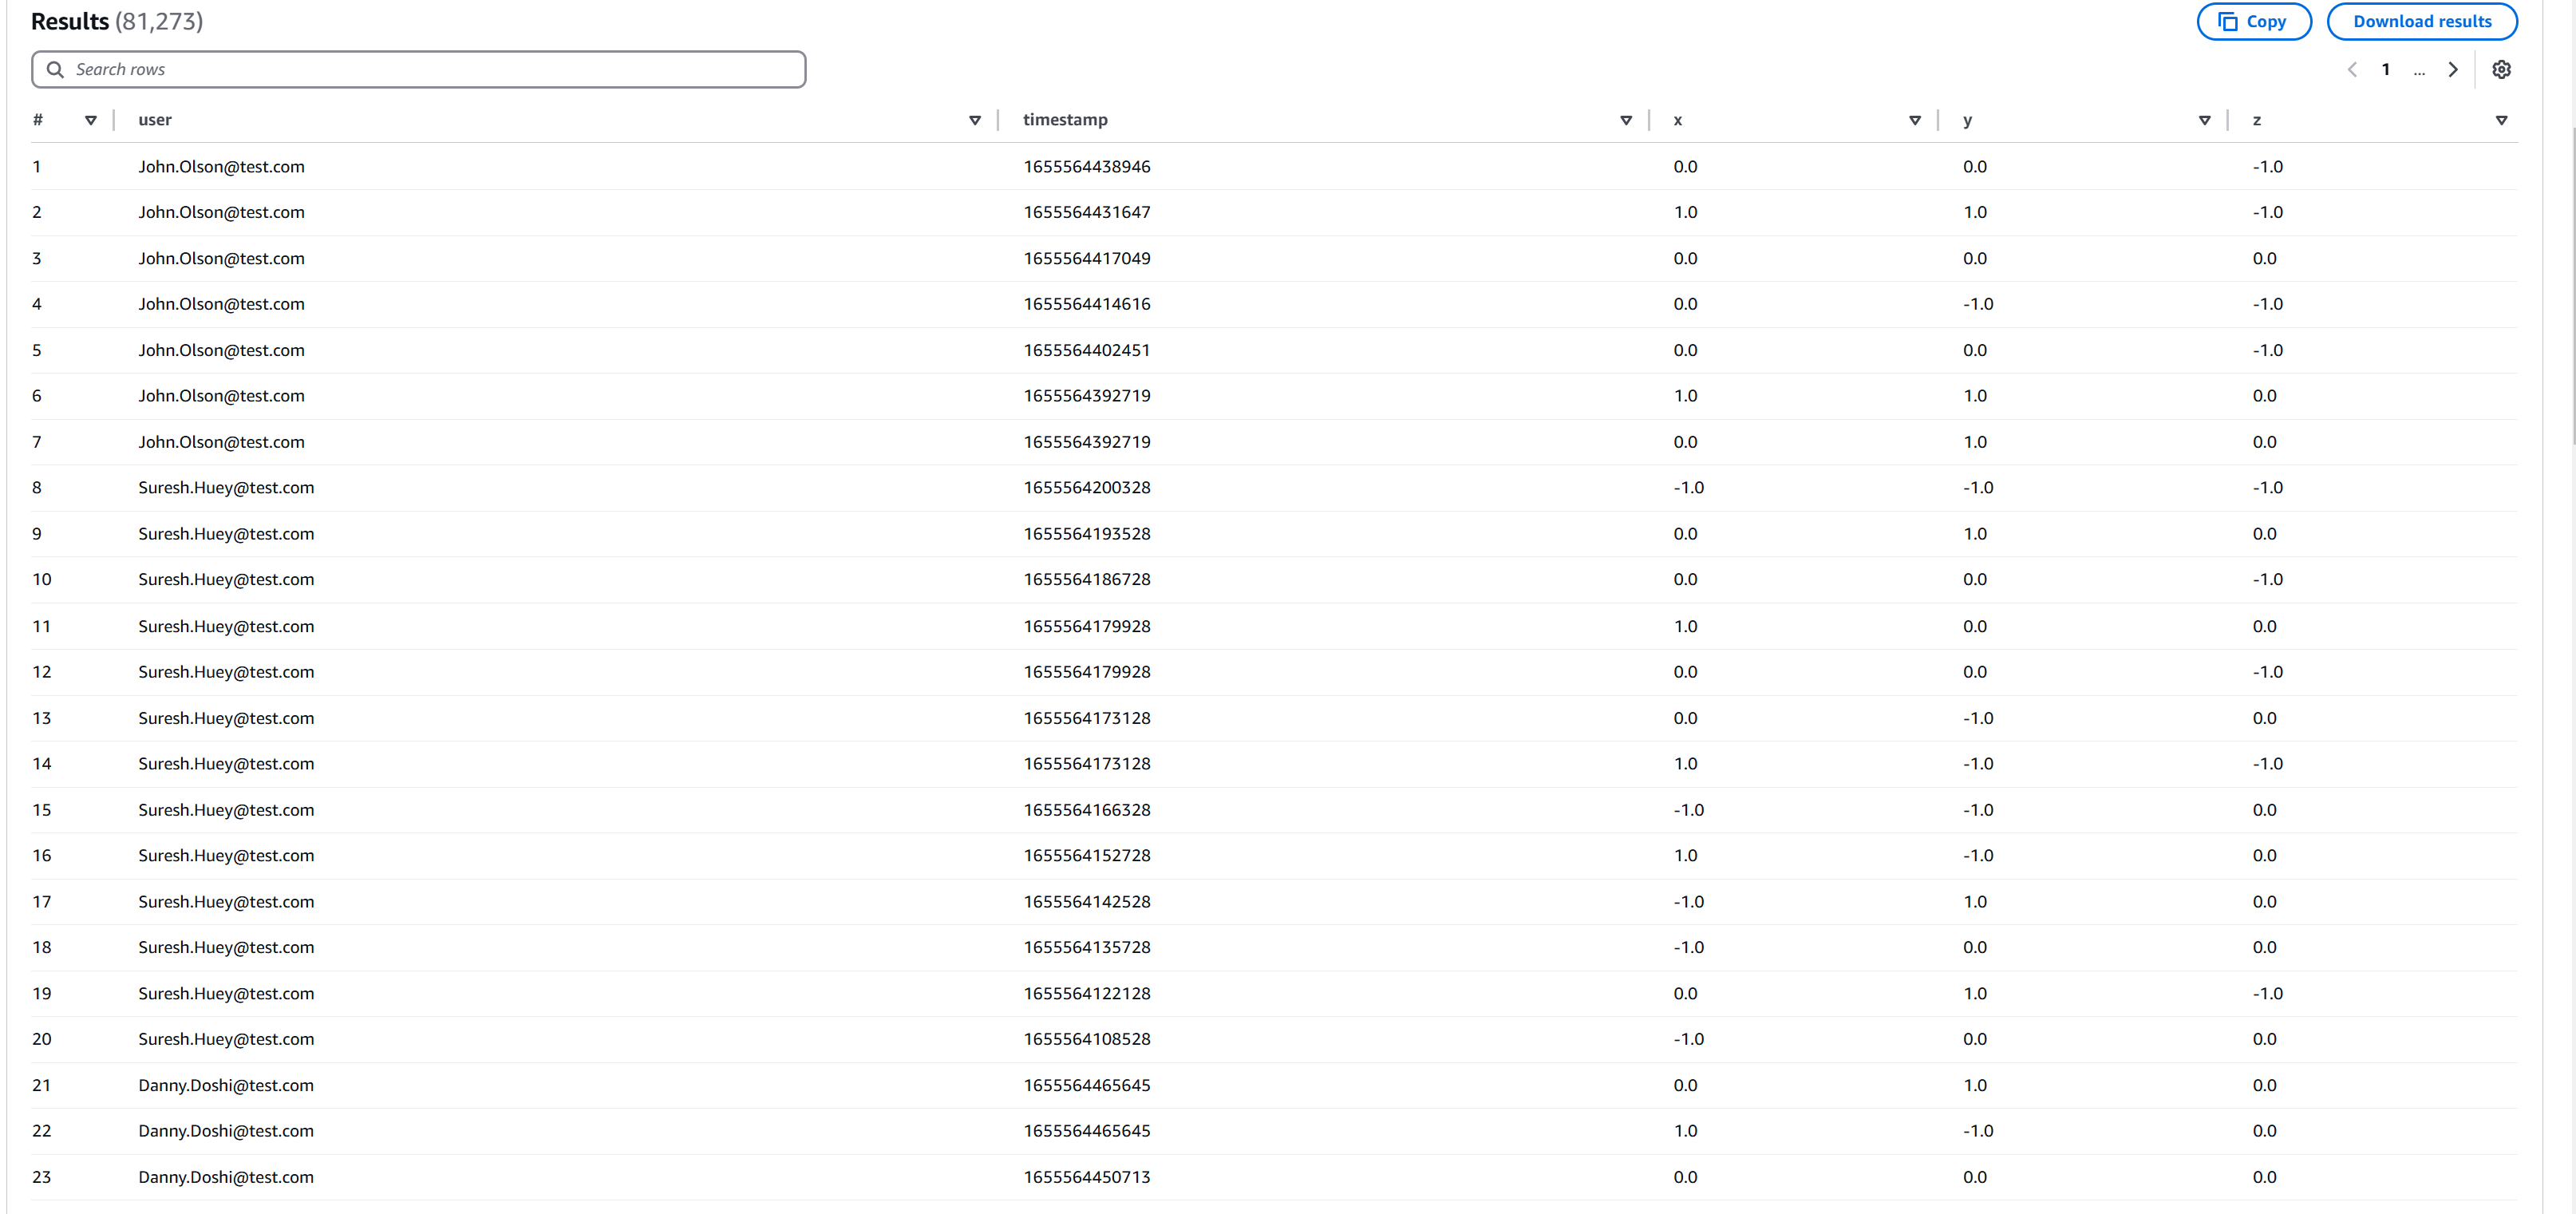 Results (81,273)
Copy
Download results
Search rows
1 ...
# user timestamp x y z
1 John.Olson@test.com 1655564438946 0.0 0.0 -1.0
2 John.Olson@test.com 1655564431647 1.0 1.0 -1.0
3 John.Olson@test.com 1655564417049 0.0 0.0 0.0
4 John.Olson@test.com 1655564414616 0.0 -1.0 -1.0
5 John.Olson@test.com 1655564402451 0.0 0.0 -1.0
6 John.Olson@test.com 1655564392719 1.0 1.0 0.0
7 John.Olson@test.com 1655564392719 0.0 1.0 0.0
8 Suresh.Huey@test.com 1655564200328 -1.0 -1.0 -1.0
9 Suresh.Huey@test.com 1655564193528 0.0 1.0 0.0
10 Suresh.Huey@test.com 1655564186728 0.0 0.0 -1.0
11 Suresh.Huey@test.com 1655564179928 1.0 0.0 0.0
12 Suresh.Huey@test.com 1655564179928 0.0 0.0 -1.0
13 Suresh.Huey@test.com 1655564173128 0.0 -1.0 0.0
14 Suresh.Huey@test.com 1655564173128 1.0 -1.0 -1.0
15 Suresh.Huey@test.com 1655564166328 -1.0 -1.0 0.0
16 Suresh.Huey@test.com 1655564152728 1.0 -1.0 0.0
17 Suresh.Huey@test.com 1655564142528 -1.0 1.0 0.0
18 Suresh.Huey@test.com 1655564135728 -1.0 0.0 0.0
19 Suresh.Huey@test.com 1655564122128 0.0 1.0 -1.0
20 Suresh.Huey@test.com 1655564108528 -1.0 0.0 0.0
21 Danny.Doshi@test.com 1655564465645 0.0 1.0 0.0
22 Danny.Doshi@test.com 1655564465645 1.0 -1.0 0.0
23 Danny.Doshi@test.com 1655564450713 0.0 0.0 0.0